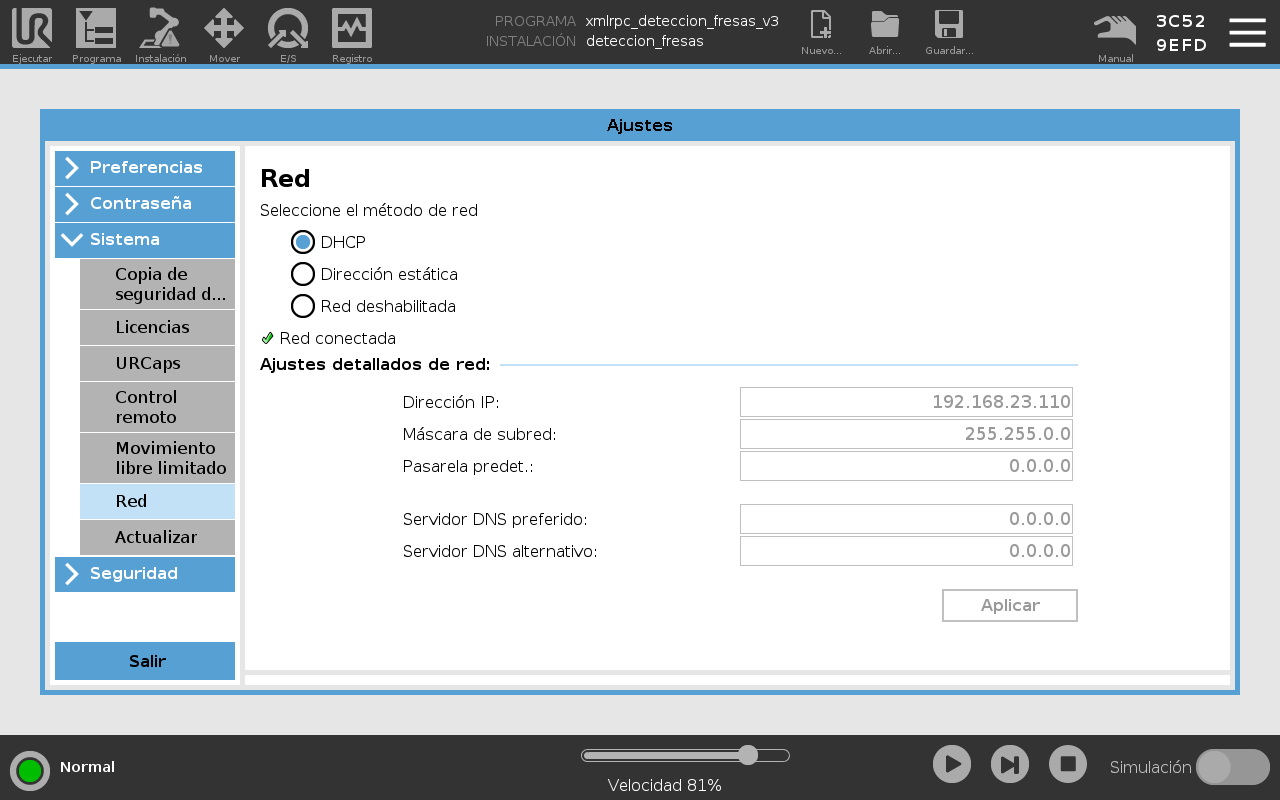 PROGRAMA xmlrpc_deteccion_fresas_v3
INSTALACIÓN deteccion_fresas
Ejecutar
Programa
Instalación
Mover
E/S
Registro
Nuevo...
Abrir...
Guardar...
Manual
3C52
9EFD
Ajustes
Preferencias
Contraseña
Sistema
Copia de
seguridad d...
Licencias
URCaps
Control
remoto
Movimiento
libre limitado
Red
Actualizar
Seguridad
Salir
Red
Seleccione el método de red
DHCP
Dirección estática
Red deshabilitada
Red conectada
Ajustes detallados de red:
Dirección IP: 192.168.23.110
Máscara de subred: 255.255.0.0
Pasarela predet.: 0.0.0.0
Servidor DNS preferido: 0.0.0.0
Servidor DNS alternativo: 0.0.0.0
Aplicar
Normal
Velocidad 81%
Simulación